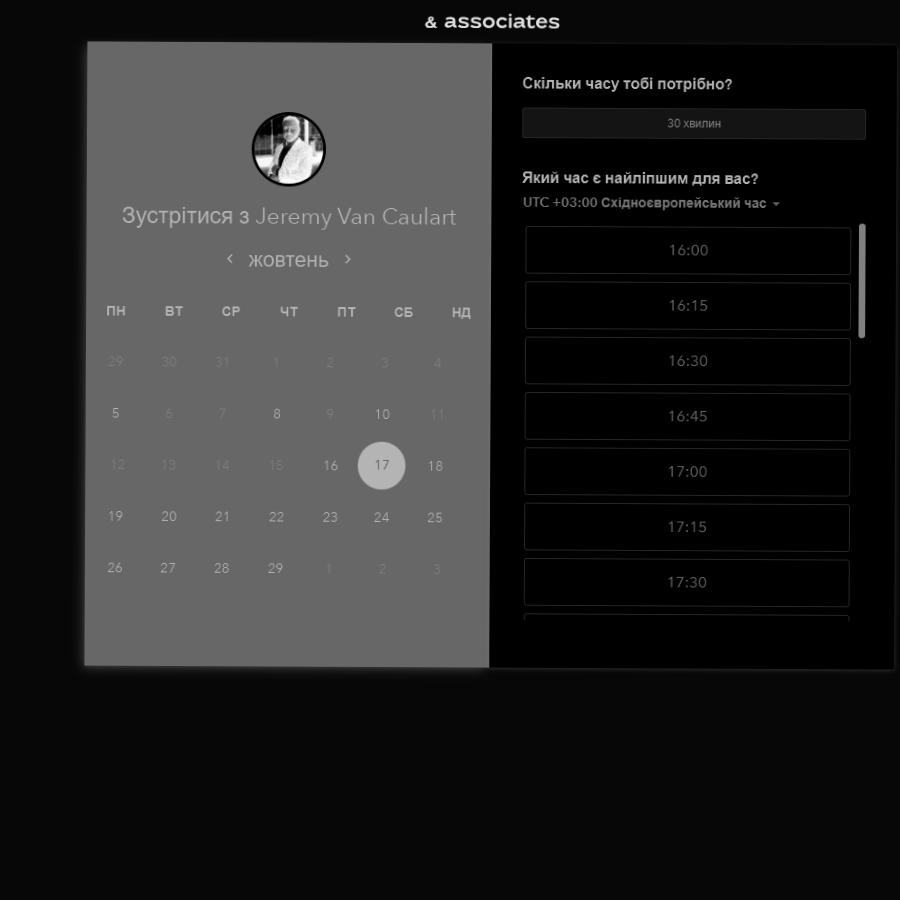 & associates
Зустрітися з Jeremy Van Caulart
жовтень
ПН ВТ СР ЧТ ПТ СБ НД
29 30 31 1 2 3 4
5 6 7 8 9 10 11
12 13 14 15 16 17 18
19 20 21 22 23 24 25
26 27 28 29 1 2 3
Скільки часу тобі потрібно?
30 хвилин
Який час є найліпшим для вас?
UTC +03:00 Східноєвропейський час
16:00
16:15
16:30
16:45
17:00
17:15
17:30